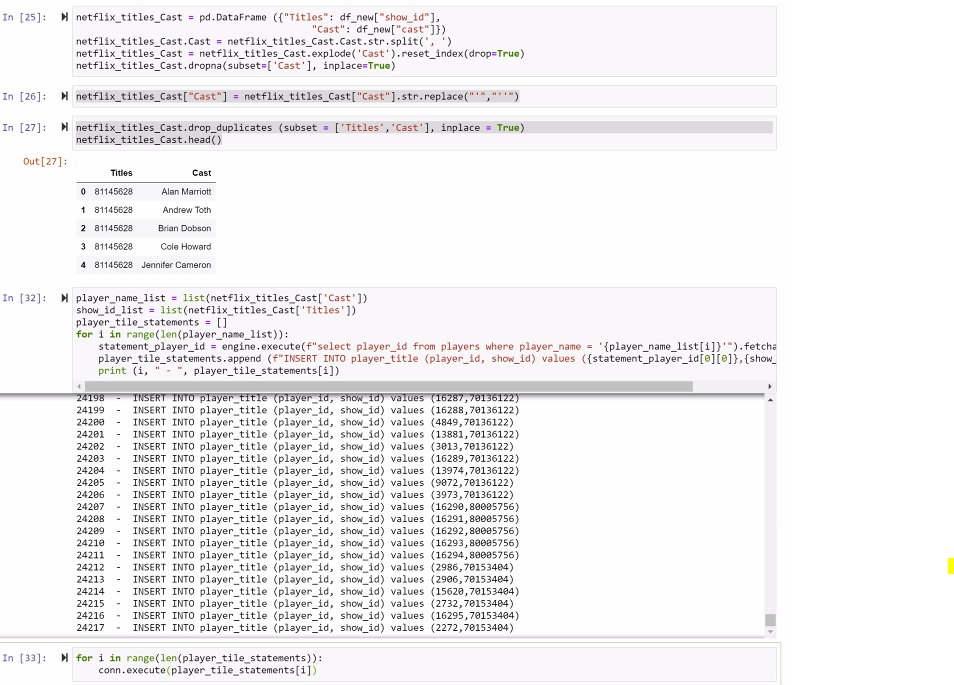 In [25]: netflix_titles_Cast = pd.DataFrame ({"Titles": df_new["show_id"],
"Cast": df_new["cast"]})
netflix_titles_Cast.Cast = netflix_titles_Cast.Cast.str.split(', ')
netflix_titles_Cast = netflix_titles_Cast.explode('Cast').reset_index(drop=True)
netflix_titles_Cast.dropna(subset=['Cast'], inplace=True)
In [26]: netflix_titles_Cast["Cast"] = netflix_titles_Cast["Cast"].str.replace("'","''")
In [27]: netflix_titles_Cast.drop_duplicates (subset = ['Titles','Cast'], inplace = True)
netflix_titles_Cast.head()
Out[27]:
Titles Cast
0 81145628 Alan Marriott
1 81145628 Andrew Toth
2 81145628 Brian Dobson
3 81145628 Cole Howard
4 81145628 Jennifer Cameron
In [32]: player_name_list = list(netflix_titles_Cast['Cast'])
show_id_list = list(netflix_titles_Cast['Titles'])
player_tile_statements = []
for i in range(len(player_name_list)):
statement_player_id = engine.execute(f"select player_id from players where player_name = '{player_name_list[i]}'").fetcha
player_tile_statements.append (f"INSERT INTO player_title (player_id, show_id) values ({statement_player_id[0][0]},{show_
print (i, " - ", player_tile_statements[i])
24198 - INSERT INTO player_title (player_id, show_id) values (16287,70136122)
24199 - INSERT INTO player_title (player_id, show_id) values (16288,70136122)
24200 - INSERT INTO player_title (player_id, show_id) values (4849,70136122)
24201 - INSERT INTO player_title (player_id, show_id) values (13881,70136122)
24202 - INSERT INTO player_title (player_id, show_id) values (3013,70136122)
24203 - INSERT INTO player_title (player_id, show_id) values (16289,70136122)
24204 - INSERT INTO player_title (player_id, show_id) values (13974,70136122)
24205 - INSERT INTO player_title (player_id, show_id) values (9072,70136122)
24206 - INSERT INTO player_title (player_id, show_id) values (3973,70136122)
24207 - INSERT INTO player_title (player_id, show_id) values (16290,80005756)
24208 - INSERT INTO player_title (player_id, show_id) values (16291,80005756)
24209 - INSERT INTO player_title (player_id, show_id) values (16292,80005756)
24210 - INSERT INTO player_title (player_id, show_id) values (16293,80005756)
24211 - INSERT INTO player_title (player_id, show_id) values (16294,80005756)
24212 - INSERT INTO player_title (player_id, show_id) values (2986,70153404)
24213 - INSERT INTO player_title (player_id, show_id) values (2906,70153404)
24214 - INSERT INTO player_title (player_id, show_id) values (15620,70153404)
24215 - INSERT INTO player_title (player_id, show_id) values (2732,70153404)
24216 - INSERT INTO player_title (player_id, show_id) values (16295,70153404)
24217 - INSERT INTO player_title (player_id, show_id) values (2272,70153404)
In [33]: for i in range(len(player_tile_statements)):
conn.execute(player_tile_statements[i])